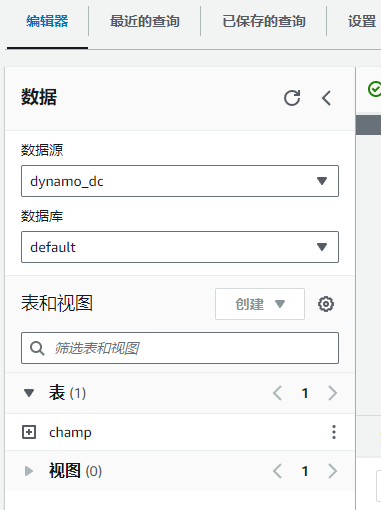 编辑器 最近的查询 已保存的查询 设置
数据
数据源
dynamo_dc
数据库
default
表和视图 创建
筛选表和视图
表 (1) 1
champ
视图 (0) 1